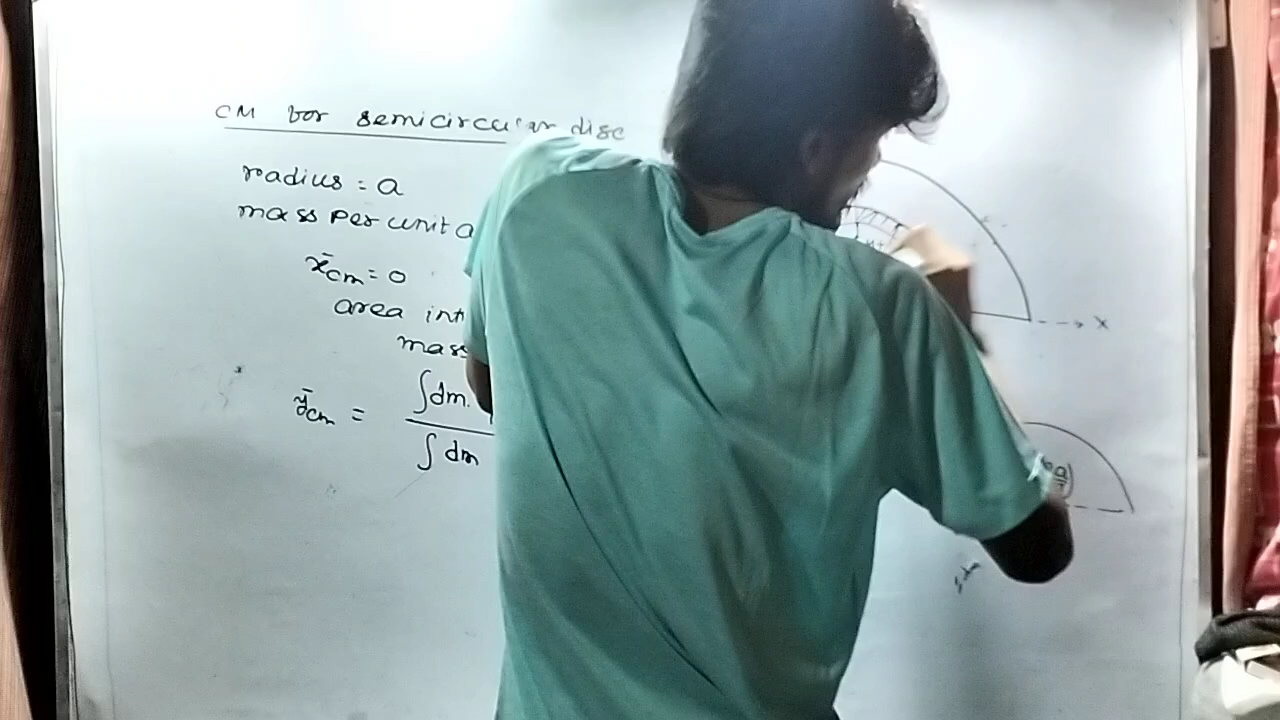 CM for semicircular disc
radius = a
mass per unit a
x̄cm = 0
area int
mass
ȳcm = ∫dm. / ∫dm
X